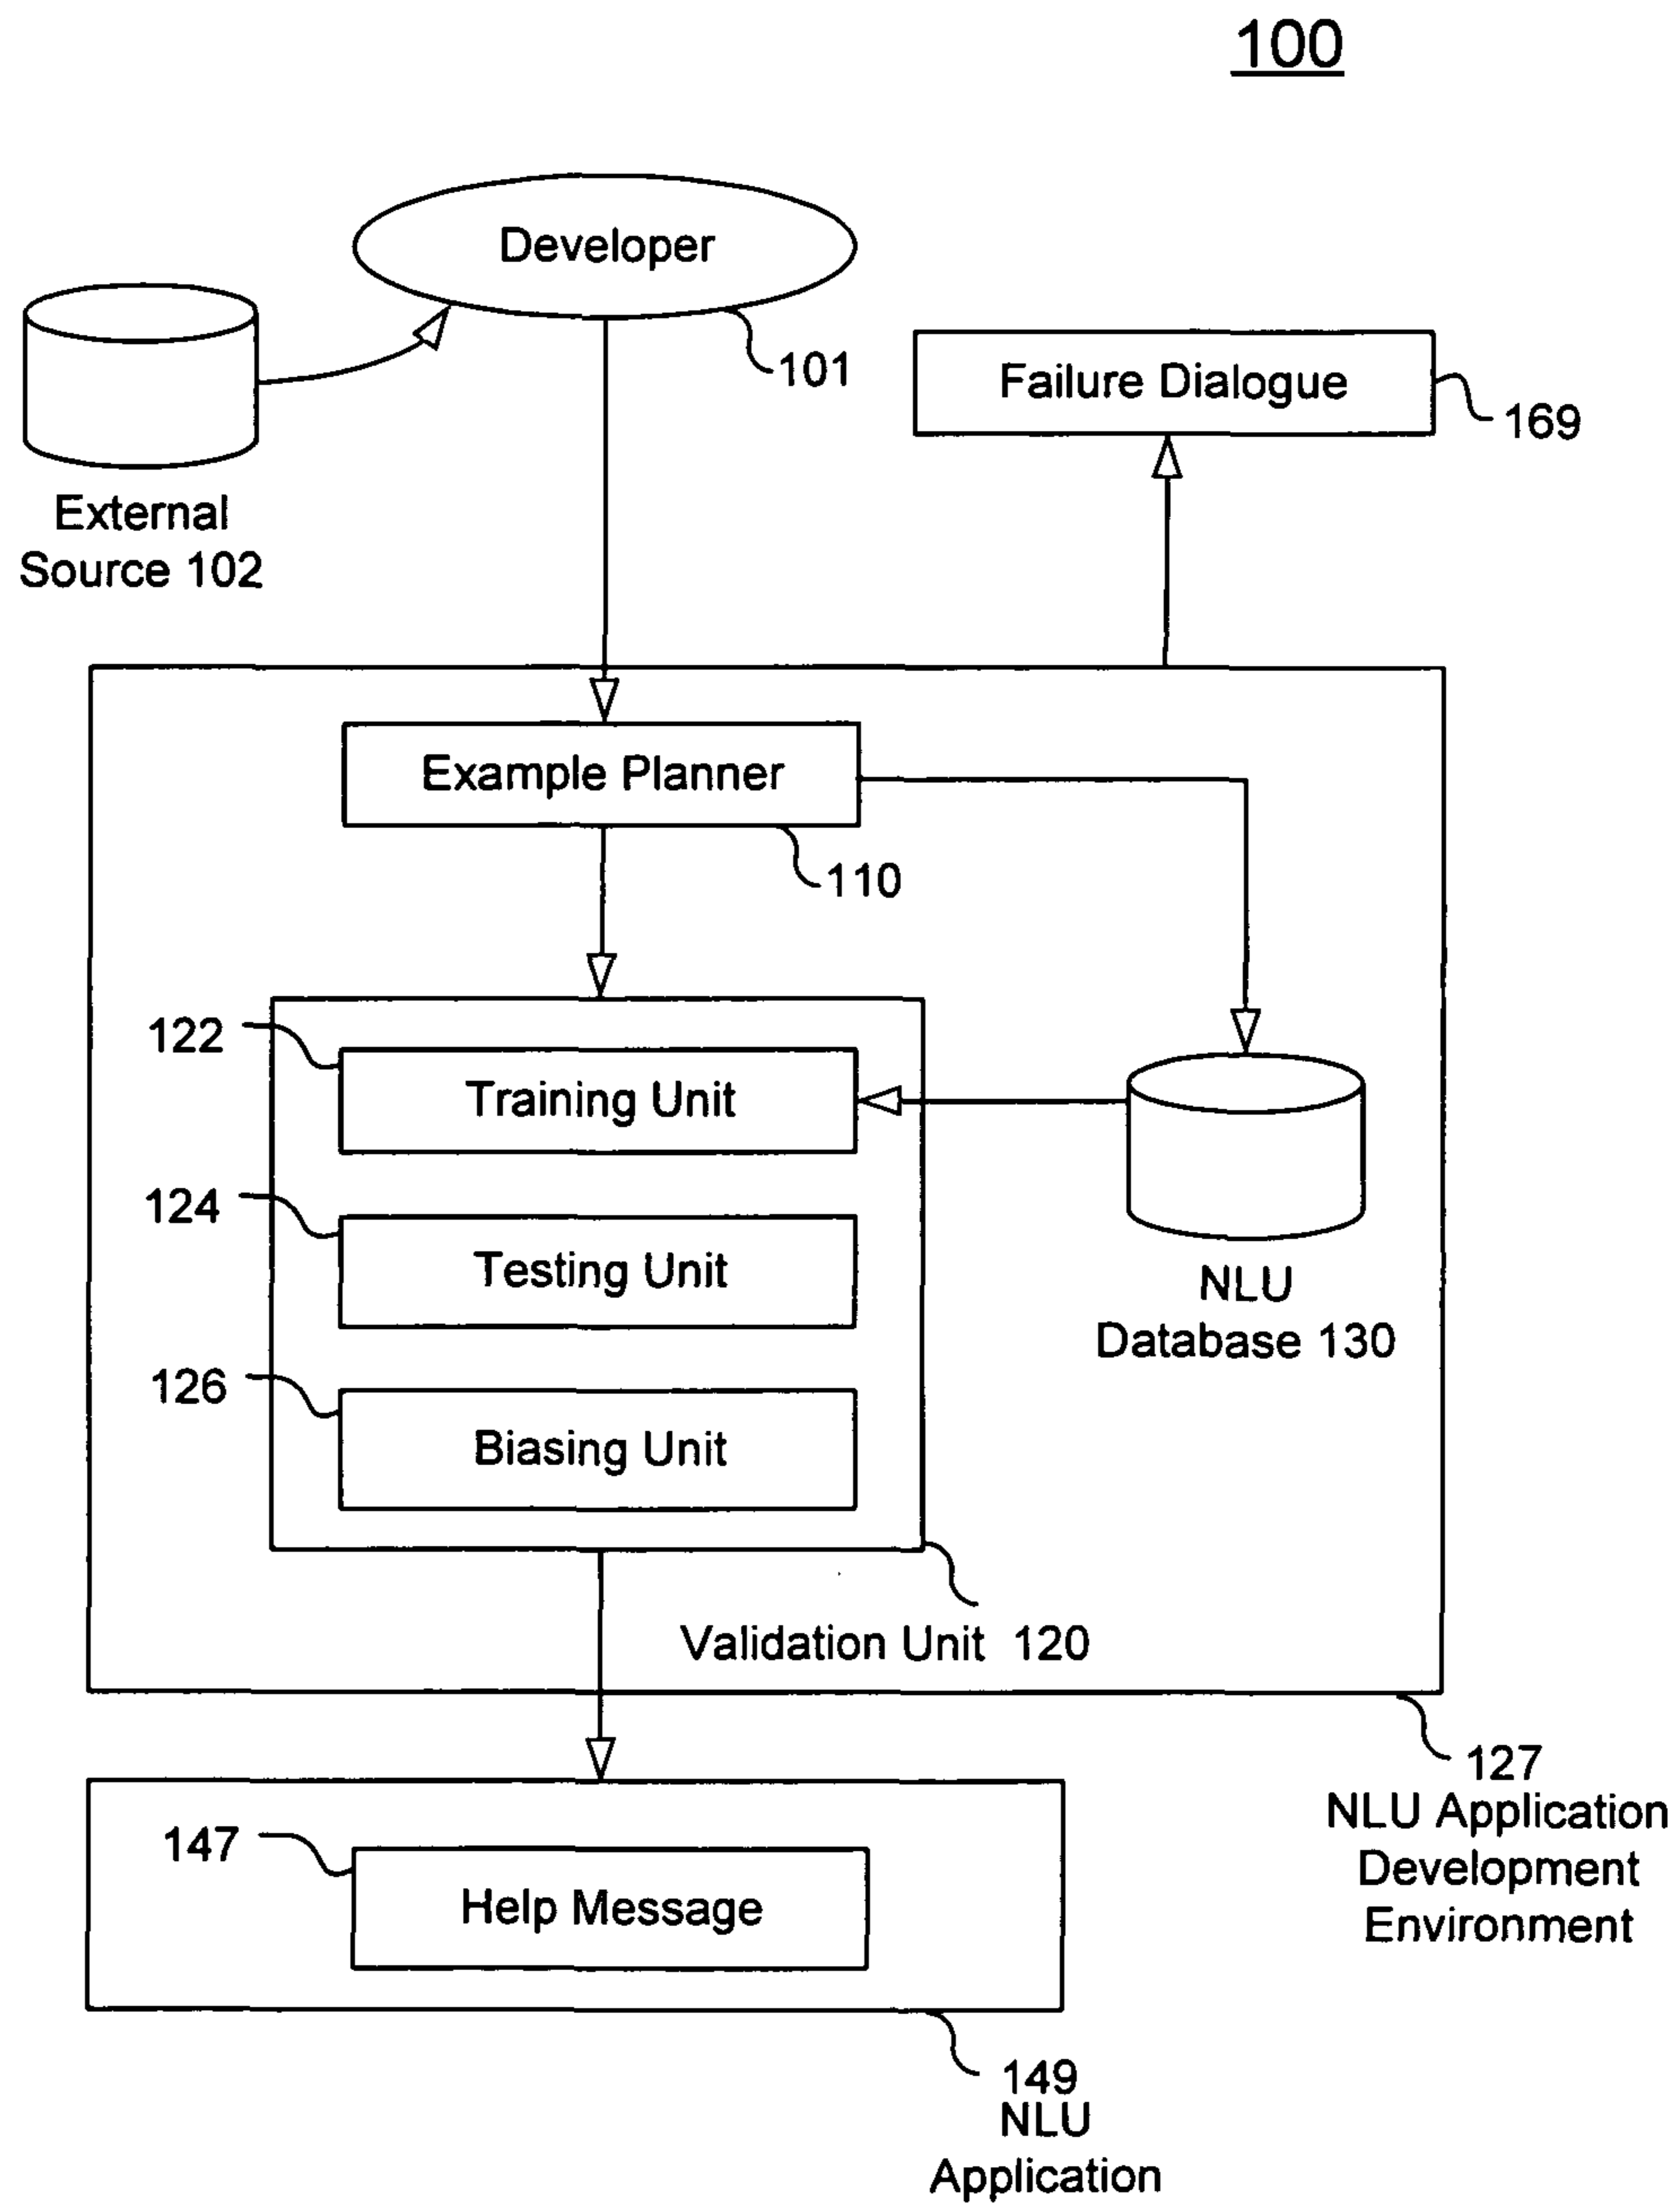 100
Developer
101
Failure Dialogue
169
External
Source 102
Example Planner
110
122
Training Unit
124
Testing Unit
NLU
Database 130
126
Biasing Unit
Validation Unit 120
127
NLU Application
Development
Environment
147
Help Message
149
NLU
Application